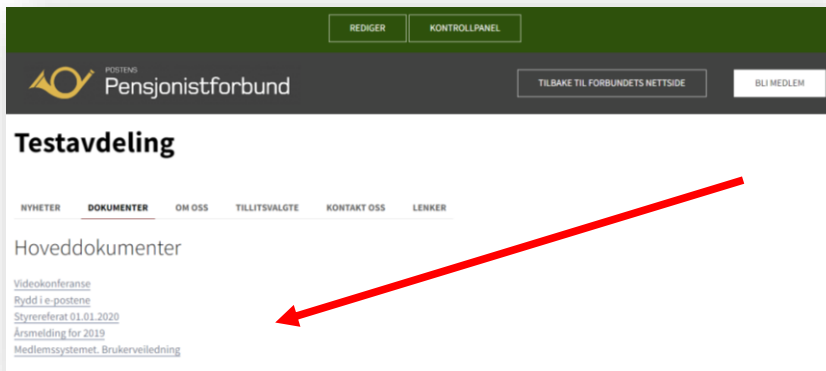 REDIGER KONTROLLPANEL
POSTENS
Pensjonistforbund
TILBAKE TIL FORBUNDETS NETTSIDE BLI MEDLEM
Testavdeling
NYHETER DOKUMENTER OM OSS TILLITSVALGTE KONTAKT OSS LENKER
Hoveddokumenter
Videokonferanse
Rydd i e-postene
Styrereferat 01.01.2020
Årsmelding for 2019
Medlemssystemet. Brukerveiledning